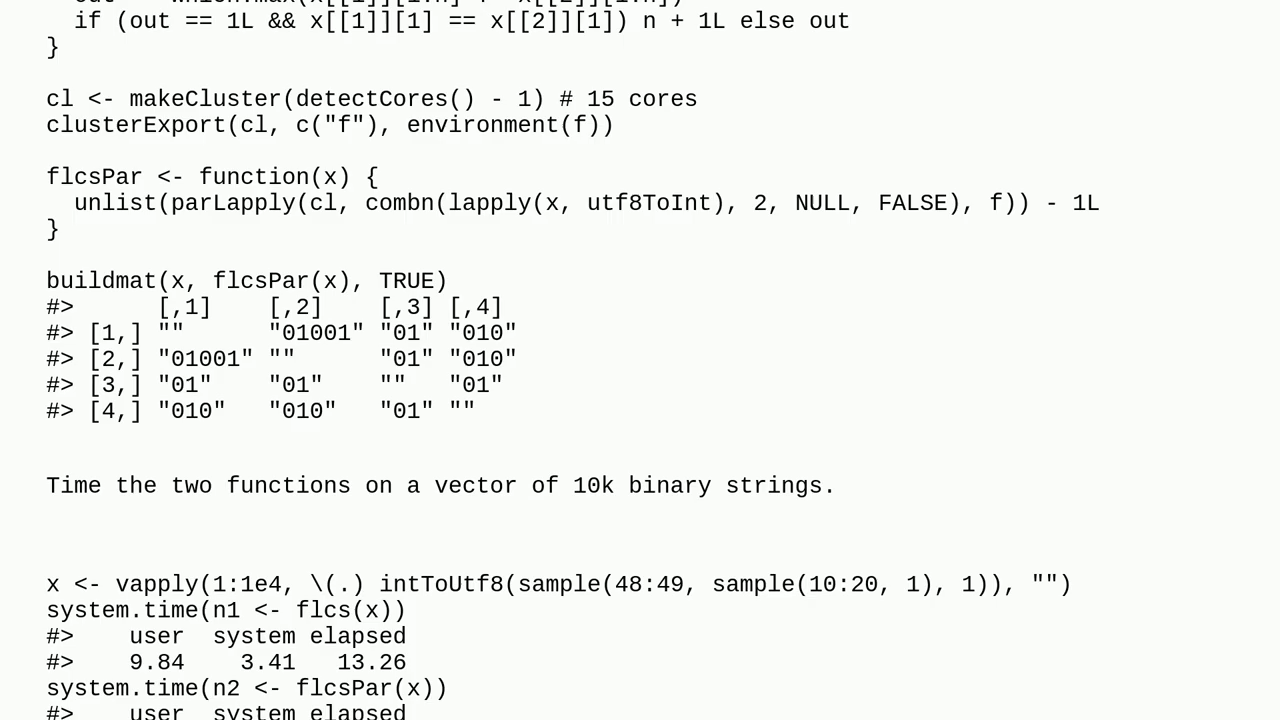 if (out == 1L && x[[1]][1] == x[[2]][1]) n + 1L else out
}
cl <- makeCluster(detectCores() - 1) # 15 cores
clusterExport(cl, c("f"), environment(f))
flcsPar <- function(x) {
unlist(parLapply(cl, combn(lapply(x, utf8ToInt), 2, NULL, FALSE), f)) - 1L
}
buildmat(x, flcsPar(x), TRUE)
#>      [,1]    [,2]    [,3] [,4]
#> [1,] ""      "01001" "01" "010"
#> [2,] "01001" ""      "01" "010"
#> [3,] "01"    "01"    ""   "01"
#> [4,] "010"   "010"   "01" ""
Time the two functions on a vector of 10k binary strings.
x <- vapply(1:1e4, \(.) intToUtf8(sample(48:49, sample(10:20, 1), 1)), "")
system.time(n1 <- flcs(x))
#>    user  system elapsed
#>    9.84    3.41   13.26
system.time(n2 <- flcsPar(x))
#>    user  system elapsed